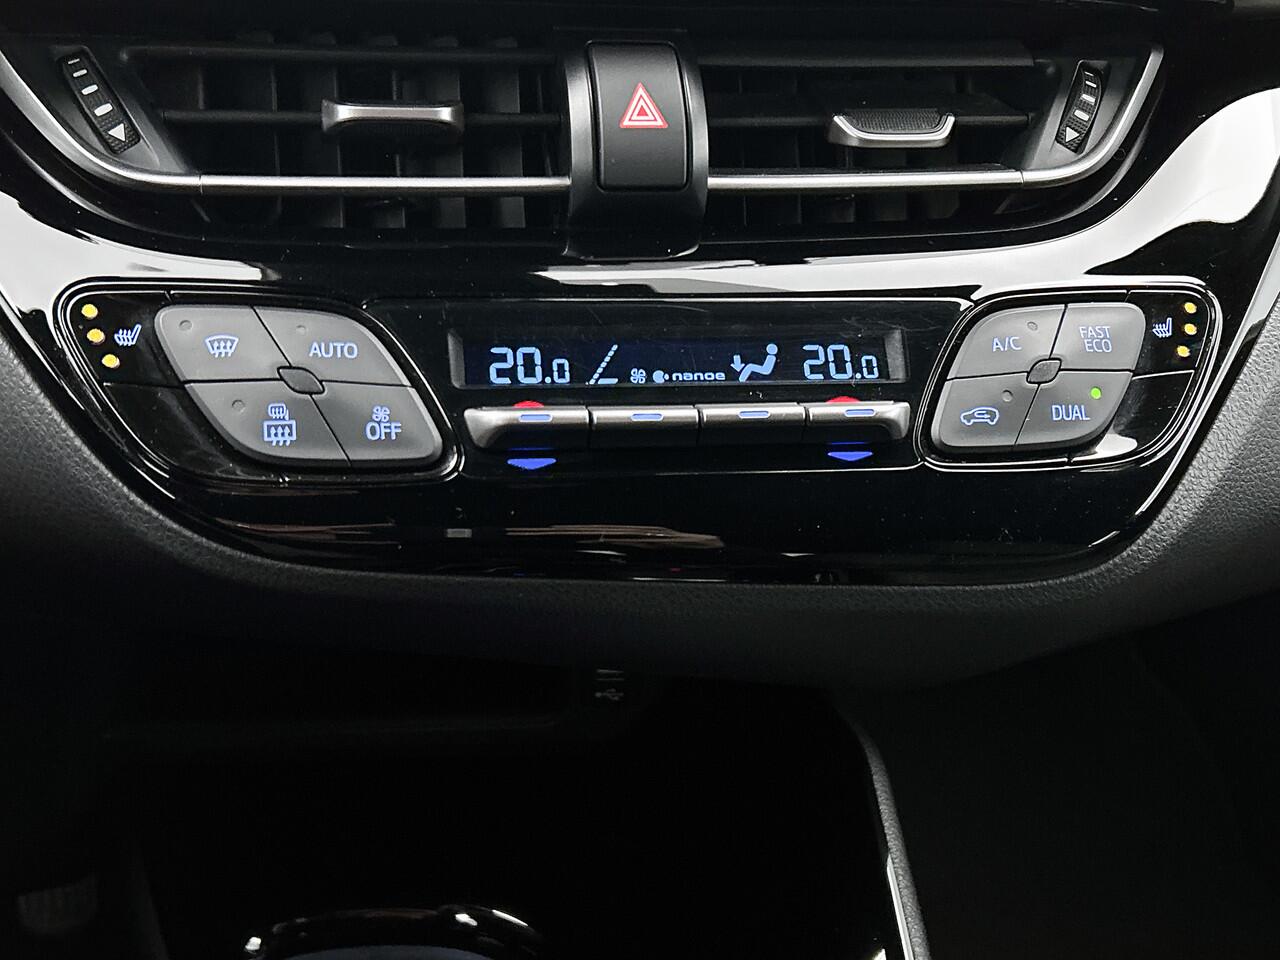 AUTO
OFF
20.0
nanoe
20.0
A/C
FAST
ECO
DUAL